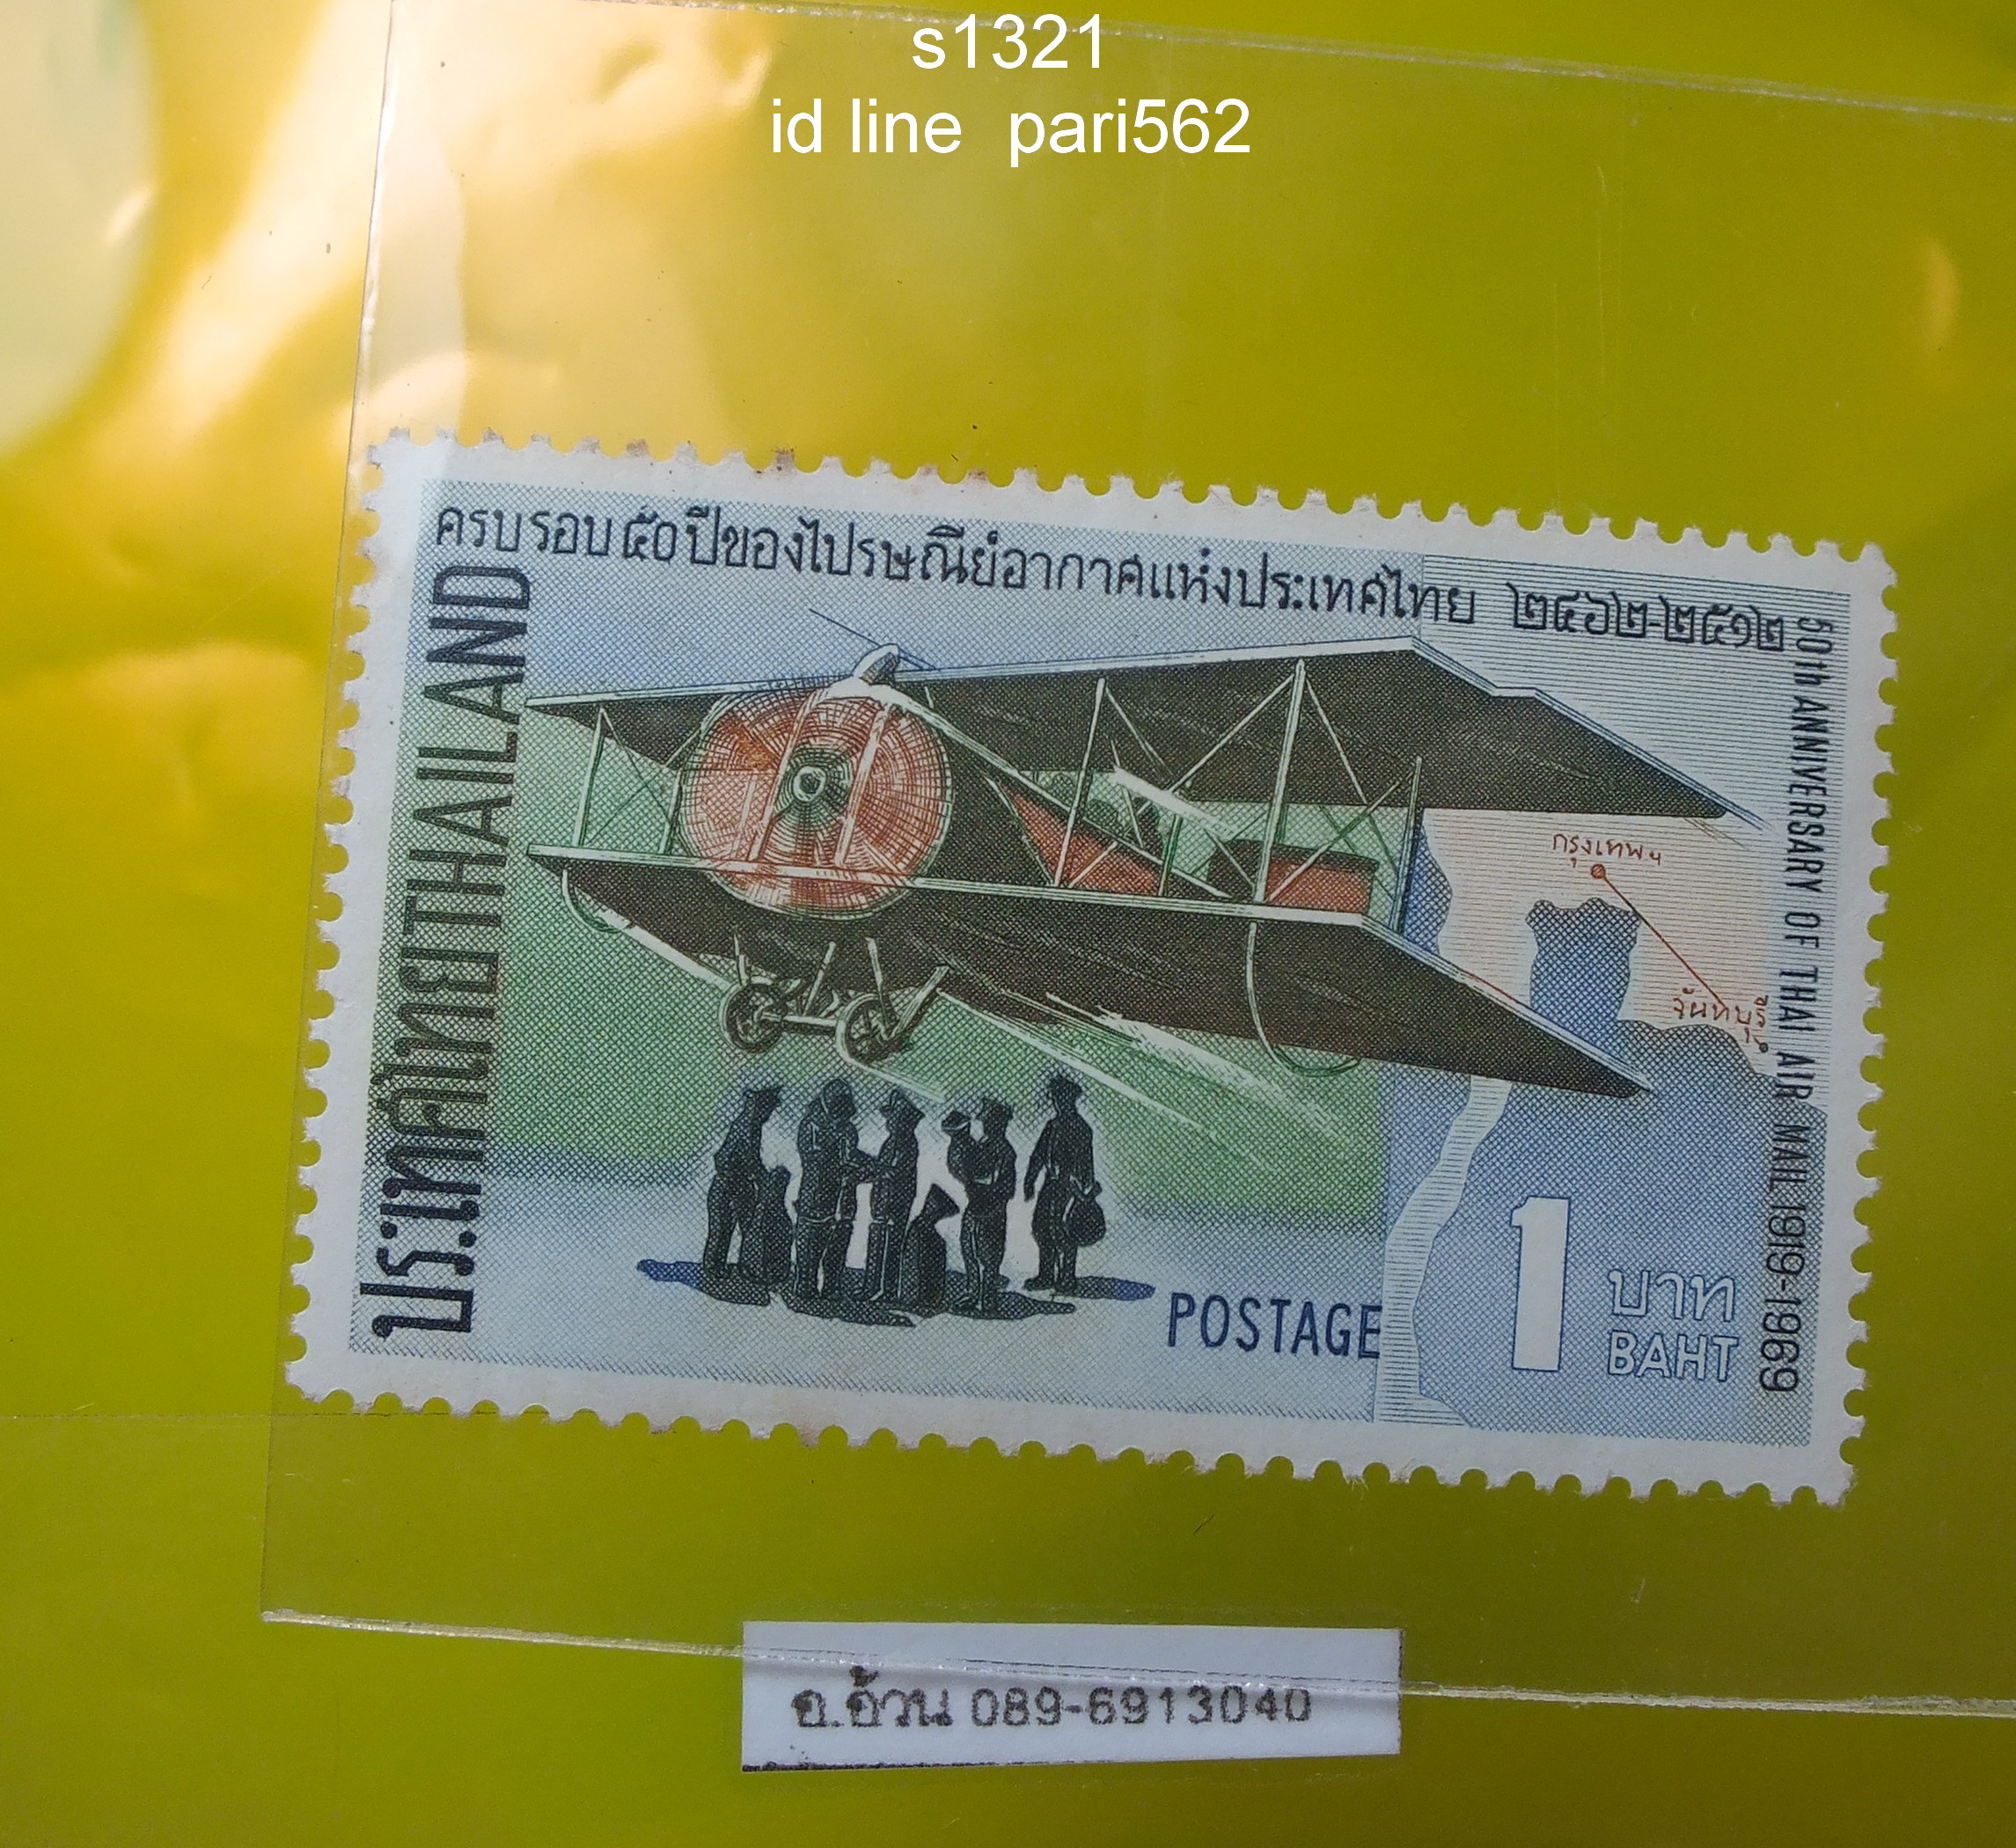 s1321
id line  pari562
ครบรอบ ๕๐ ปีของไปรษณีย์อากาศแห่งประเทศไทย ๒๔๖๒-๒๕๑๒
ประเทศไทย THAILAND
50th ANNIVERSARY OF THAI AIR MAIL 1919-1969
กรุงเทพฯ
จันทบุรี
POSTAGE
1 บาท
BAHT
อ.อ้วน 089-6913040